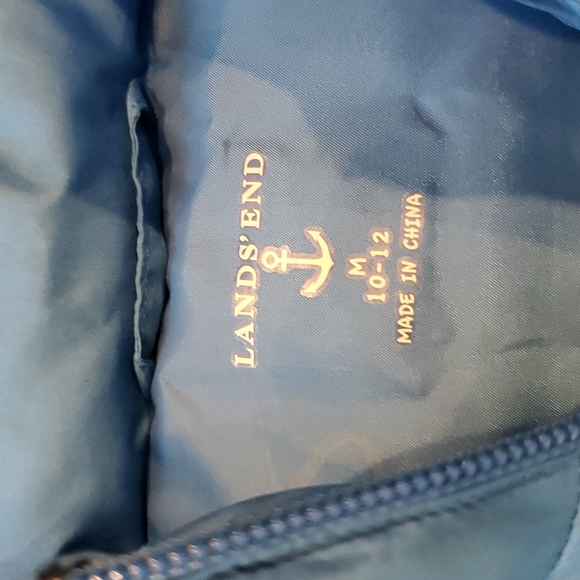 LANDS' END
M
10-12
MADE IN CHINA